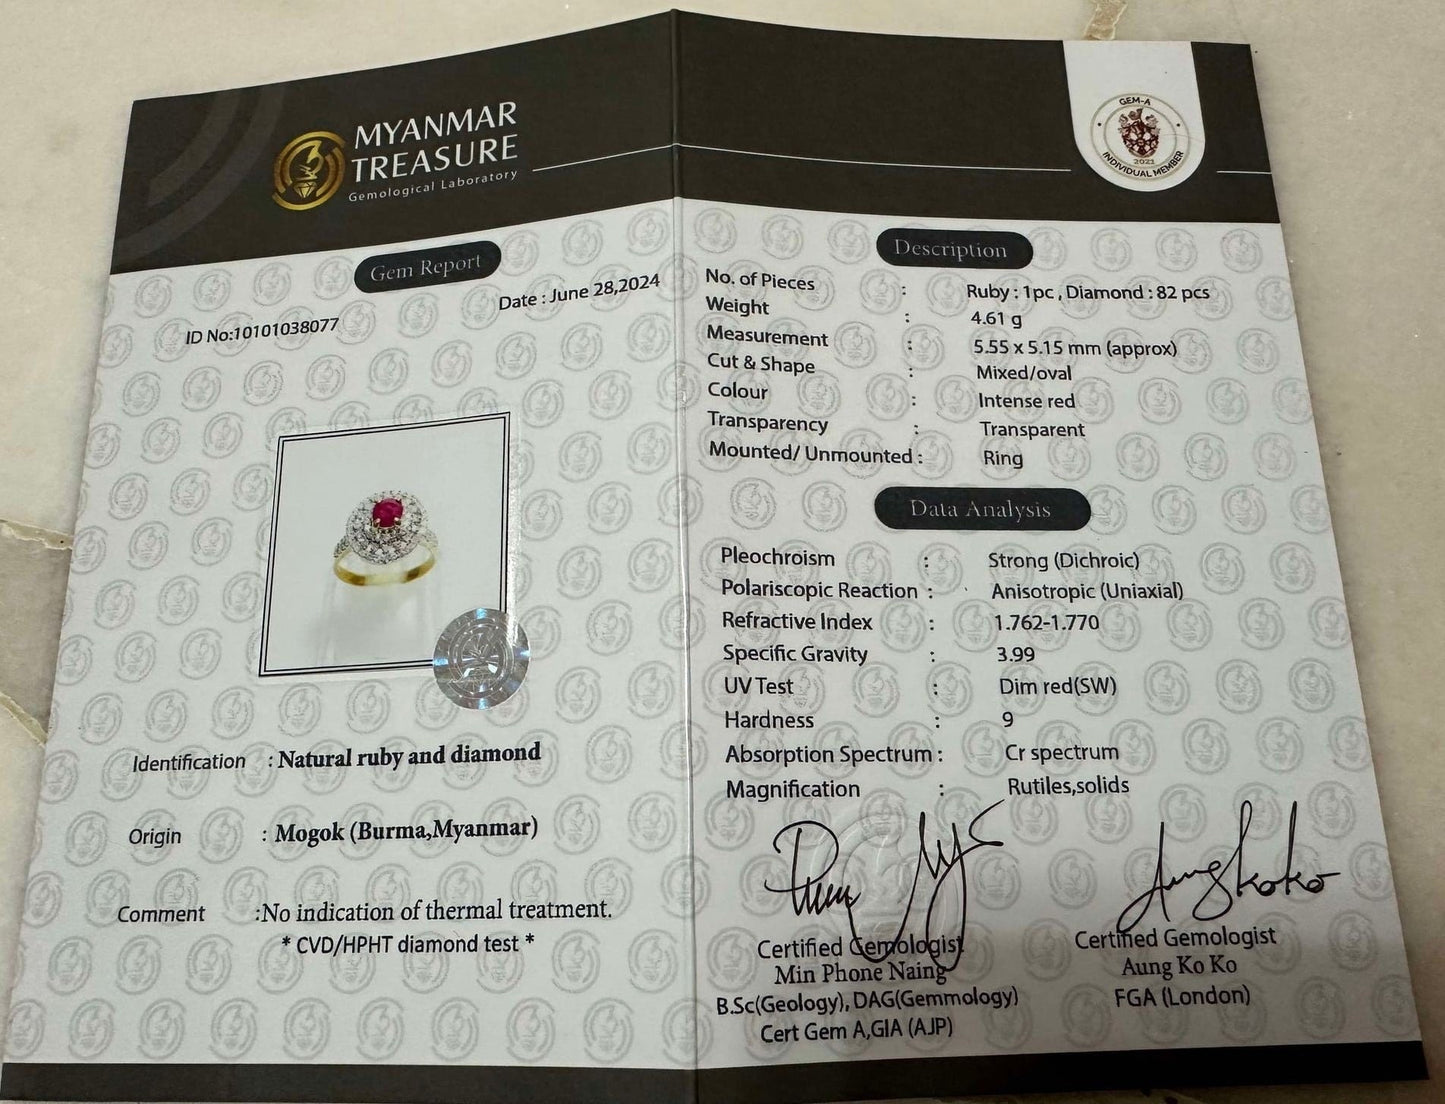 MYANMAR
TREASURE
Gemological Laboratory
Gem Report
Date : June 28,2024
ID No:10101038077
Identification : Natural ruby and diamond
Origin : Mogok (Burma,Myanmar)
Comment :No indication of thermal treatment.
* CVD/HPHT diamond test *
GEM-A
2021
INDIVIDUAL MEMBER
Description
No. of Pieces : Ruby : 1pc , Diamond : 82 pcs
Weight : 4.61 g
Measurement : 5.55 x 5.15 mm (approx)
Cut & Shape : Mixed/oval
Colour : Intense red
Transparency : Transparent
Mounted/ Unmounted : Ring
Data Analysis
Pleochroism : Strong (Dichroic)
Polariscopic Reaction : Anisotropic (Uniaxial)
Refractive Index : 1.762-1.770
Specific Gravity : 3.99
UV Test : Dim red(SW)
Hardness : 9
Absorption Spectrum : Cr spectrum
Magnification : Rutiles,solids
Aungkoko
Certified Gemologist
Min Phone Naing
B.Sc(Geology), DAG(Gemmology)
Cert Gem A,GIA (AJP)
Certified Gemologist
Aung Ko Ko
FGA (London)